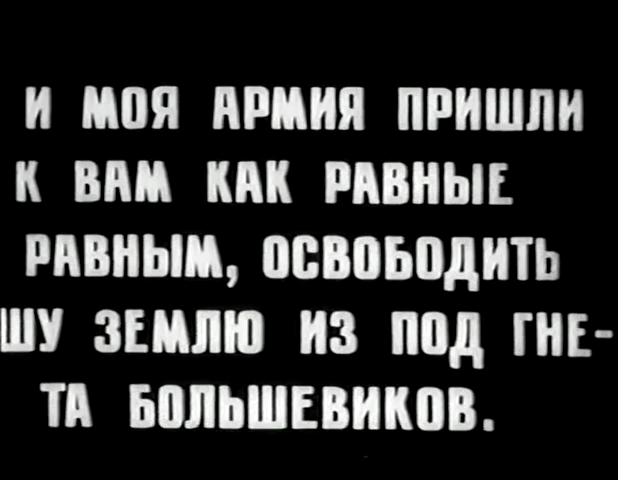 И МОЯ АРМИЯ ПРИШЛИ
К ВАМ КАК РАВНЫЕ
РАВНЫМ, ОСВОБОДИТЬ
ШУ ЗЕМЛЮ ИЗ ПОД ГНЕ-
ТА БОЛЬШЕВИКОВ.